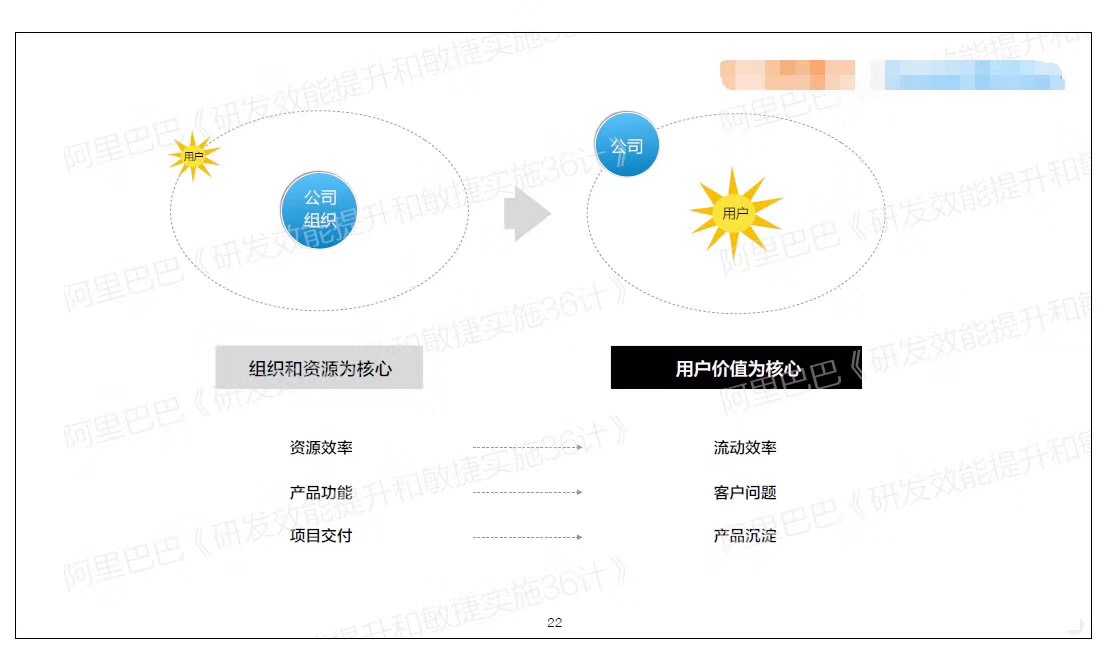 用户
公司
组织
公司
用户
组织和资源为核心
用户价值为核心
资源效率
流动效率
产品功能
客户问题
项目交付
产品沉淀
22
阿里巴巴《研发效能提升和敏捷实施36计》